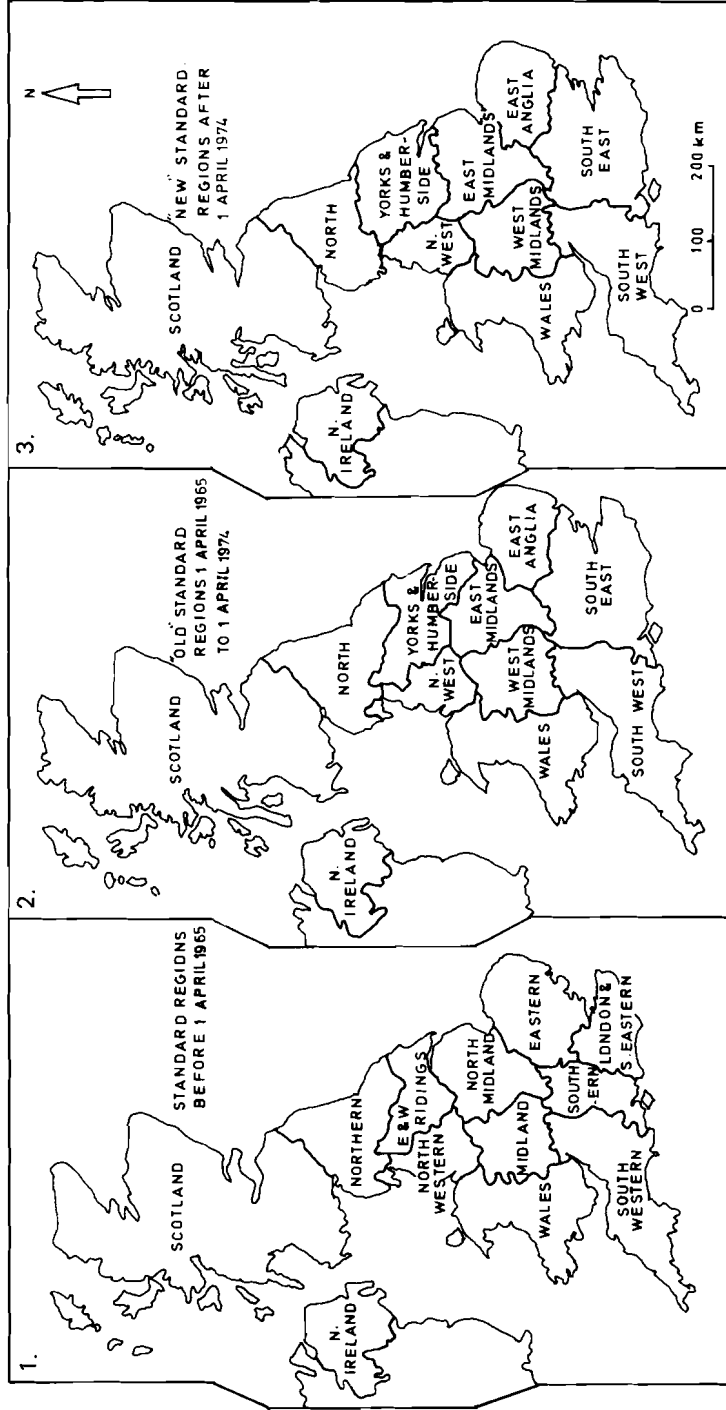 1.
STANDARD REGIONS
BEFORE 1 APRIL 1965
SCOTLAND
N.
IRELAND
NORTHERN
E & W
RIDINGS
NORTH
WESTERN
NORTH
MIDLAND
MIDLAND
WALES
EASTERN
SOUTH
-ERN
LONDON &
S. EASTERN
SOUTH
WESTERN
2.
"OLD" STANDARD
REGIONS 1 APRIL 1965
TO 1 APRIL 1974
SCOTLAND
N.
IRELAND
NORTH
YORKS &
HUMBER-
SIDE
N.
WEST
EAST
MIDLANDS
WEST
MIDLANDS
WALES
EAST
ANGLIA
SOUTH
EAST
SOUTH WEST
3.
N
"NEW" STANDARD
REGIONS AFTER
1 APRIL 1974
SCOTLAND
N.
IRELAND
NORTH
YORKS &
HUMBER-
SIDE
N.
WEST
EAST
MIDLANDS
WEST
MIDLANDS
WALES
EAST
ANGLIA
SOUTH
EAST
SOUTH
WEST
0 100 200 km